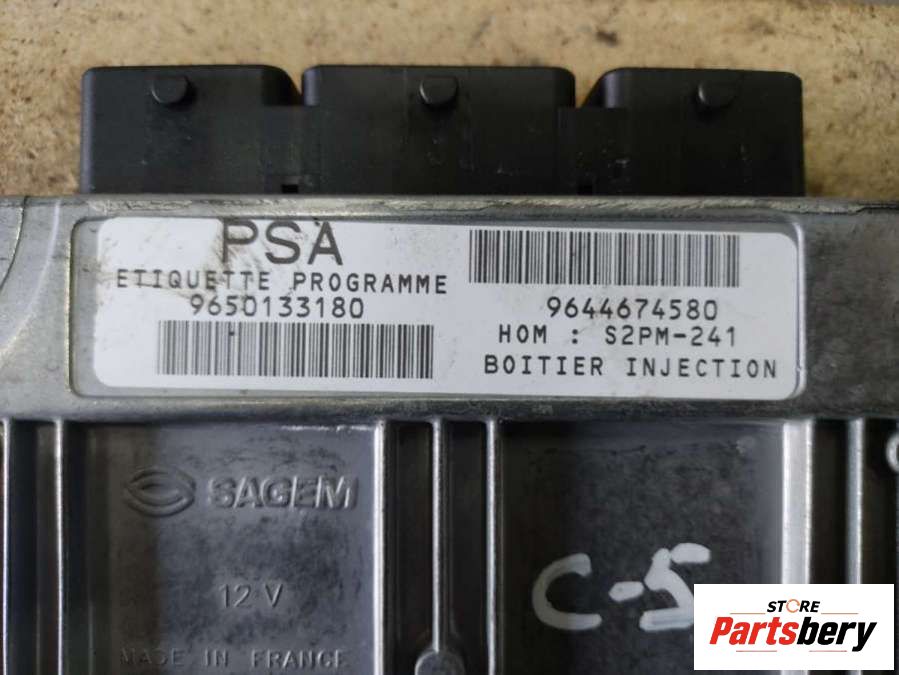 PSA
ETIQUETTE PROGRAMME
9650133180
9644674580
HOM : S2PM-241
BOITIER INJECTION
SAGEM
12 V
MADE IN FRANCE
C-5
STORE
Partsbery